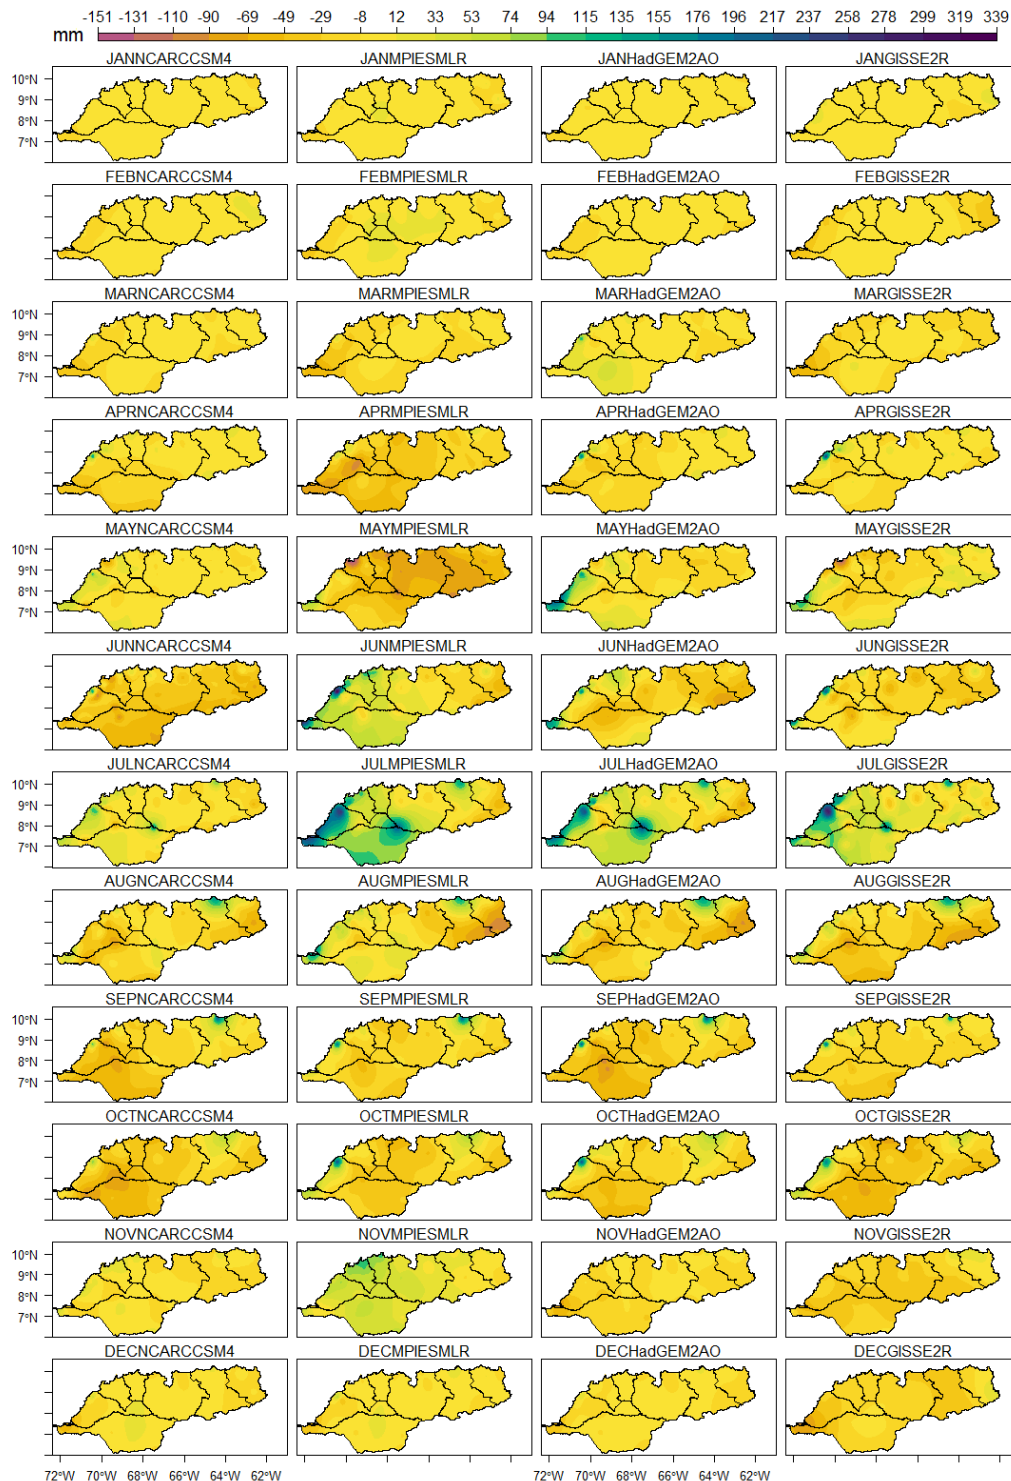 -151 -131 -110 -90 -69 -49 -29 -8 12 33 53 74 94 115 135 155 176 196 217 237 258 278 299 319 339
mm
JANNCARCCSM4 JANMPIESMLR JANHadGEM2AO JANGISSE2R
10°N
9°N
8°N
7°N
FEBNCARCCSM4 FEBMPIESMLR FEBHadGEM2AO FEBGISSE2R
MARNCARCCSM4 MARMPIESMLR MARHadGEM2AO MARGISSE2R
10°N
9°N
8°N
7°N
APRNCARCCSM4 APRMPIESMLR APRHadGEM2AO APRGISSE2R
MAYNCARCCSM4 MAYMPIESMLR MAYHadGEM2AO MAYGISSE2R
10°N
9°N
8°N
7°N
JUNNCARCCSM4 JUNMPIESMLR JUNHadGEM2AO JUNGISSE2R
JULNCARCCSM4 JULMPIESMLR JULHadGEM2AO JULGISSE2R
10°N
9°N
8°N
7°N
AUGNCARCCSM4 AUGMPIESMLR AUGHadGEM2AO AUGGISSE2R
SEPNCARCCSM4 SEPMPIESMLR SEPHadGEM2AO SEPGISSE2R
10°N
9°N
8°N
7°N
OCTNCARCCSM4 OCTMPIESMLR OCTHadGEM2AO OCTGISSE2R
NOVNCARCCSM4 NOVMPIESMLR NOVHadGEM2AO NOVGISSE2R
10°N
9°N
8°N
7°N
DECNCARCCSM4 DECMPIESMLR DECHadGEM2AO DECGISSE2R
72°W 70°W 68°W 66°W 64°W 62°W 72°W 70°W 68°W 66°W 64°W 62°W